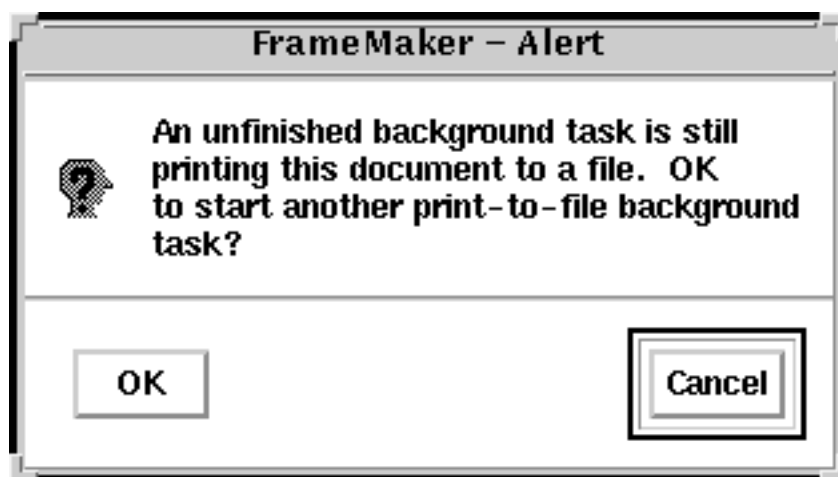 FrameMaker – Alert
An unfinished background task is still
printing this document to a file.  OK
to start another print-to-file background
task?
OK
Cancel